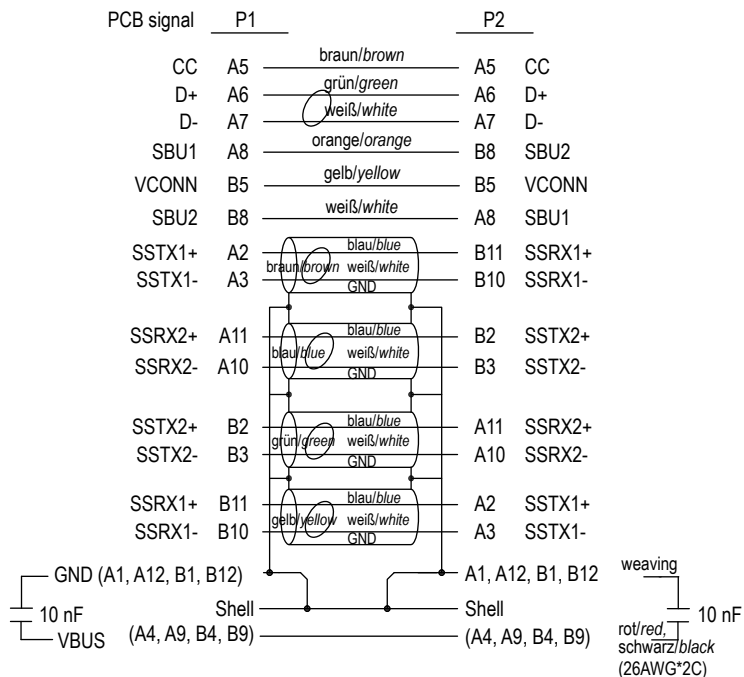 PCB signal P1 P2
CC A5 braun/brown A5 CC
D+ A6 grün/green A6 D+
D- A7 weiß/white A7 D-
SBU1 A8 orange/orange B8 SBU2
VCONN B5 gelb/yellow B5 VCONN
SBU2 B8 weiß/white A8 SBU1
SSTX1+ A2 blau/blue B11 SSRX1+
braun/brown weiß/white
SSTX1- A3 GND B10 SSRX1-
SSRX2+ A11 blau/blue B2 SSTX2+
blau/blue weiß/white
SSRX2- A10 GND B3 SSTX2-
SSTX2+ B2 blau/blue A11 SSRX2+
grün/green weiß/white
SSTX2- B3 GND A10 SSRX2-
SSRX1+ B11 blau/blue A2 SSTX1+
gelb/yellow weiß/white
SSRX1- B10 GND A3 SSTX1-
GND (A1, A12, B1, B12) A1, A12, B1, B12 weaving
10 nF Shell Shell 10 nF
VBUS (A4, A9, B4, B9) (A4, A9, B4, B9) rot/red,
schwarz/black
(26AWG*2C)